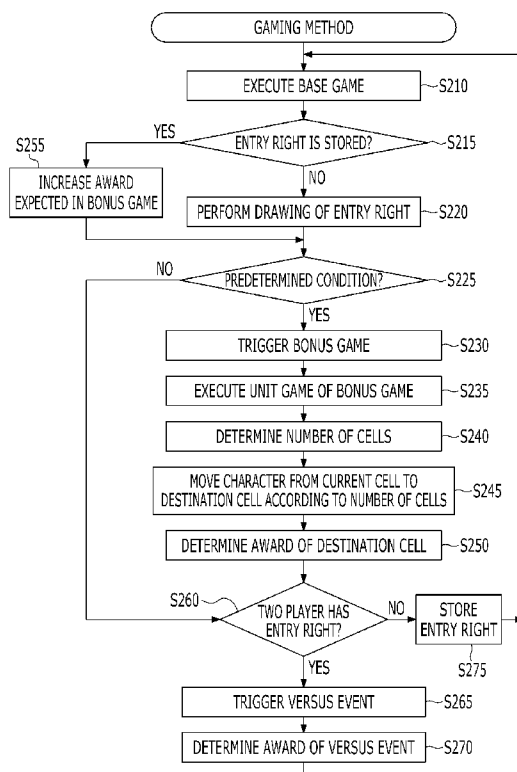 GAMING METHOD
EXECUTE BASE GAME
S210
YES
S255
ENTRY RIGHT IS STORED?
S215
INCREASE AWARD
EXPECTED IN BONUS GAME
NO
PERFORM DRAWING OF ENTRY RIGHT
S220
NO
PREDETERMINED CONDITION?
S225
YES
TRIGGER BONUS GAME
S230
EXECUTE UNIT GAME OF BONUS GAME
S235
DETERMINE NUMBER OF CELLS
S240
MOVE CHARACTER FROM CURRENT CELL TO
DESTINATION CELL ACCORDING TO NUMBER OF CELLS
S245
DETERMINE AWARD OF DESTINATION CELL
S250
S260
TWO PLAYER HAS
ENTRY RIGHT?
NO
STORE
ENTRY RIGHT
S275
YES
TRIGGER VERSUS EVENT
S265
DETERMINE AWARD OF VERSUS EVENT
S270